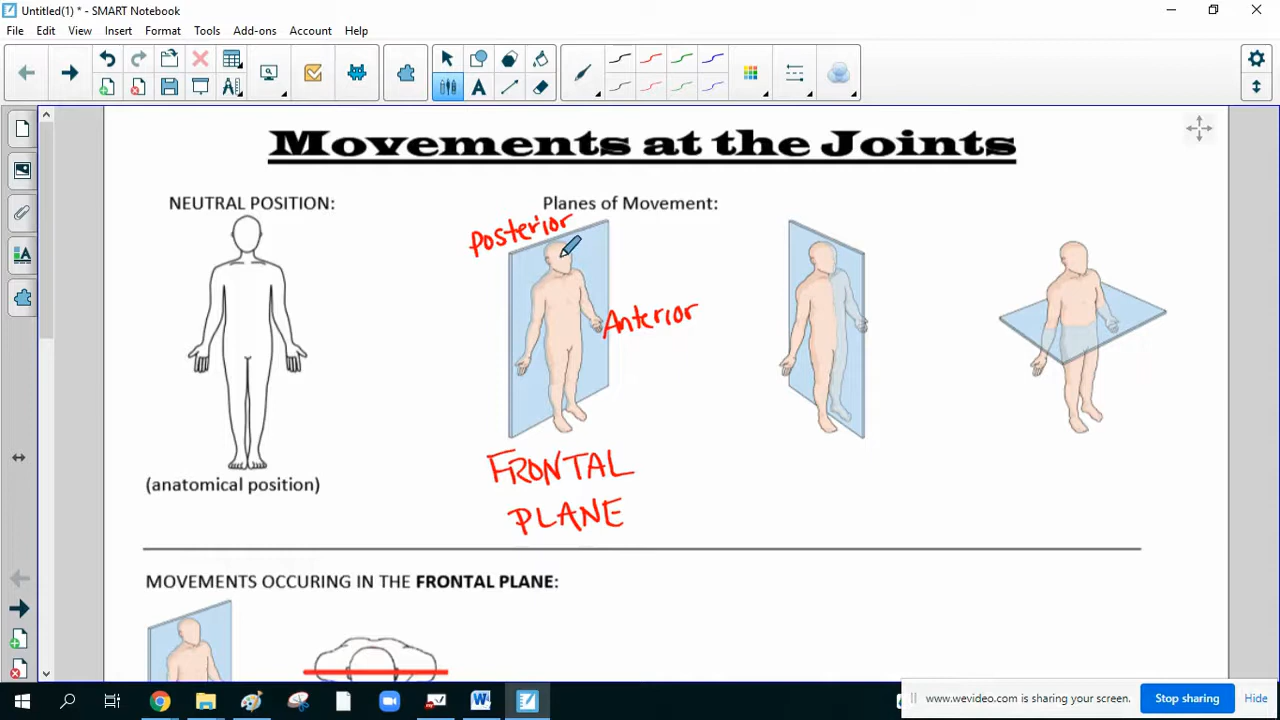 Untitled(1) * - SMART Notebook
File Edit View Insert Format Tools Add-ons Account Help
Movements at the Joints
NEUTRAL POSITION:
Planes of Movement:
Posterior
Anterior
(anatomical position)
FRONTAL
PLANE
MOVEMENTS OCCURING IN THE FRONTAL PLANE:
www.wevideo.com is sharing your screen. Stop sharing Hide